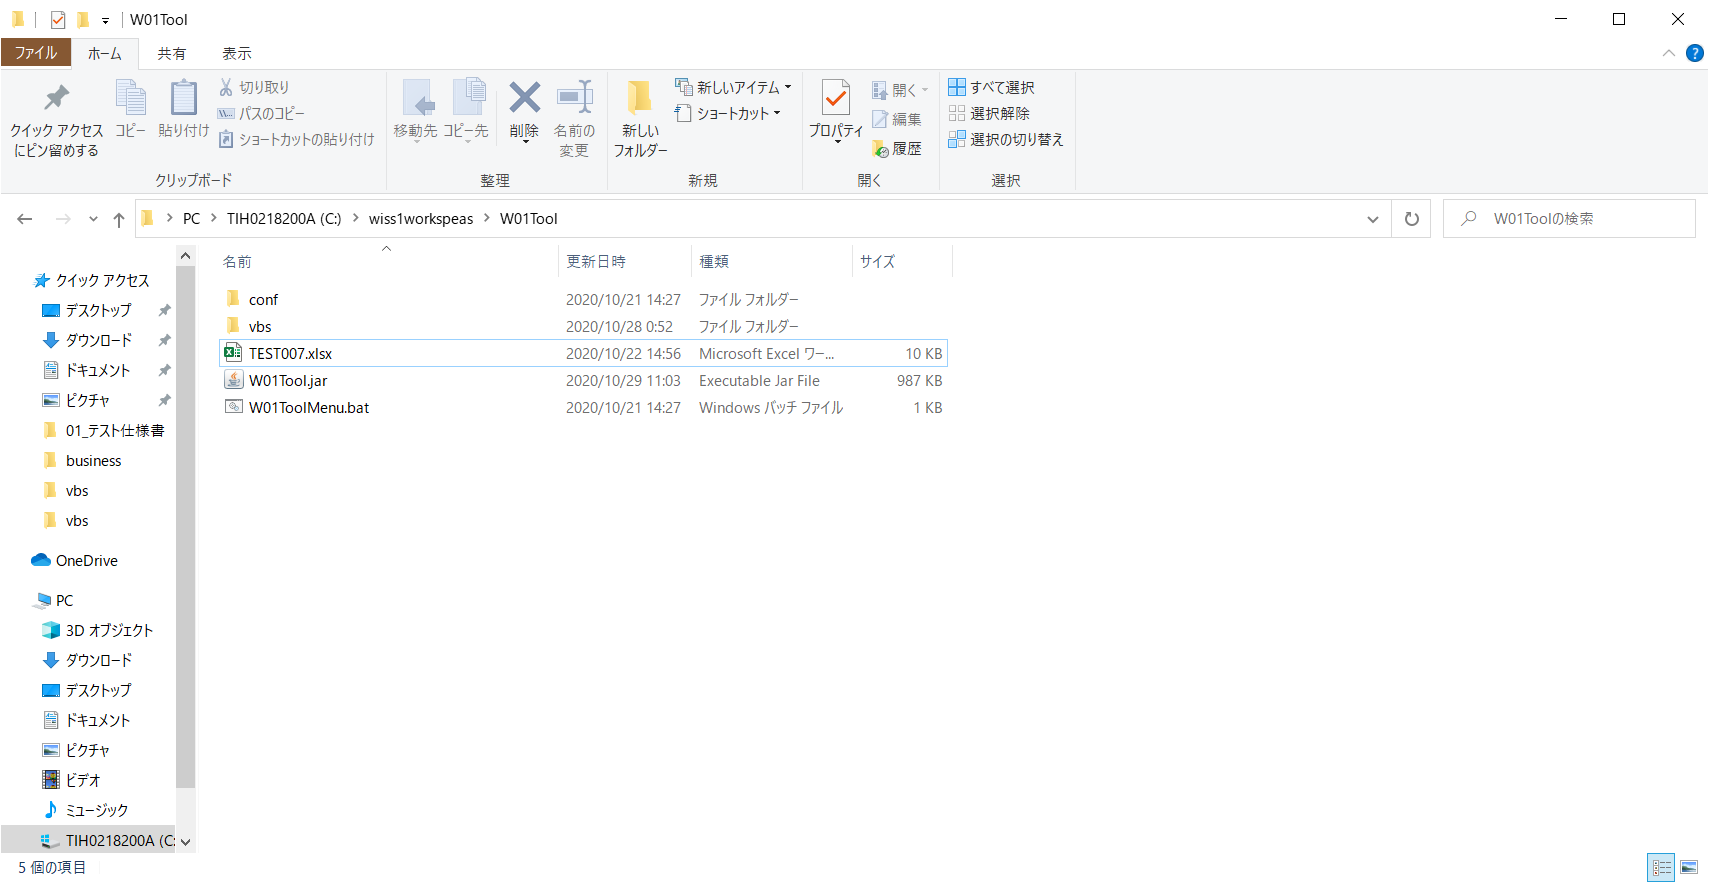 W01Tool
ファイル ホーム 共有 表示
クイック アクセス
にピン留めする
コピー
貼り付け
切り取り
パスのコピー
ショートカットの貼り付け
クリップボード
移動先
コピー先
削除
名前の
変更
整理
新しい
フォルダー
新しいアイテム
ショートカット
新規
プロパティ
開く
編集
履歴
開く
すべて選択
選択解除
選択の切り替え
選択
PC TIH0218200A (C:) wiss1workspeas W01Tool
W01Toolの検索
名前 更新日時 種類 サイズ
conf 2020/10/21 14:27 ファイル フォルダー
vbs 2020/10/28 0:52 ファイル フォルダー
TEST007.xlsx 2020/10/22 14:56 Microsoft Excel ワー... 10 KB
W01Tool.jar 2020/10/29 11:03 Executable Jar File 987 KB
W01ToolMenu.bat 2020/10/21 14:27 Windows バッチ ファイル 1 KB
クイック アクセス
デスクトップ
ダウンロード
ドキュメント
ピクチャ
01_テスト仕様書
business
vbs
vbs
OneDrive
PC
3D オブジェクト
ダウンロード
デスクトップ
ドキュメント
ピクチャ
ビデオ
ミュージック
TIH0218200A (C:
5 個の項目